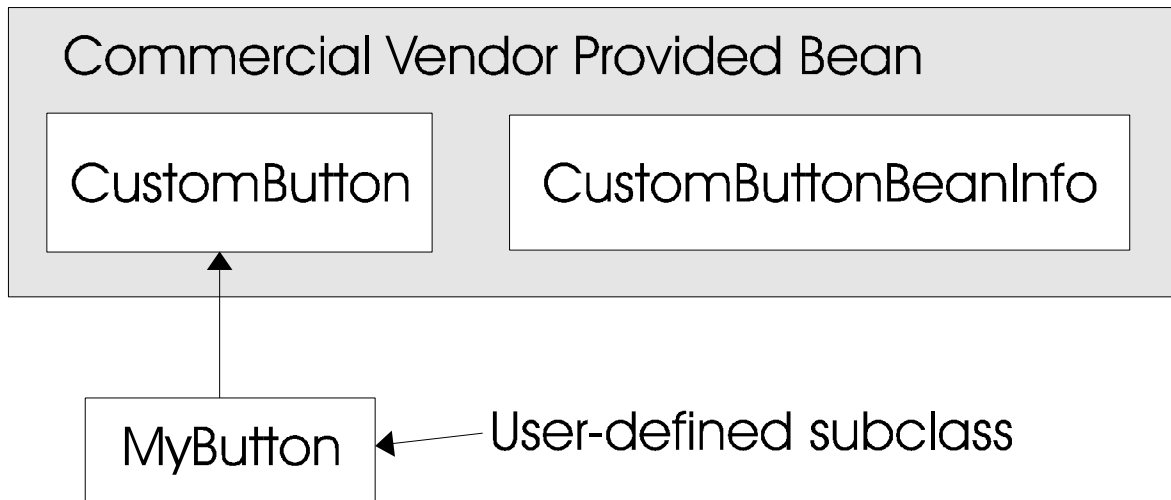 Commercial Vendor Provided Bean
CustomButton
CustomButtonBeanInfo
MyButton
User-defined subclass